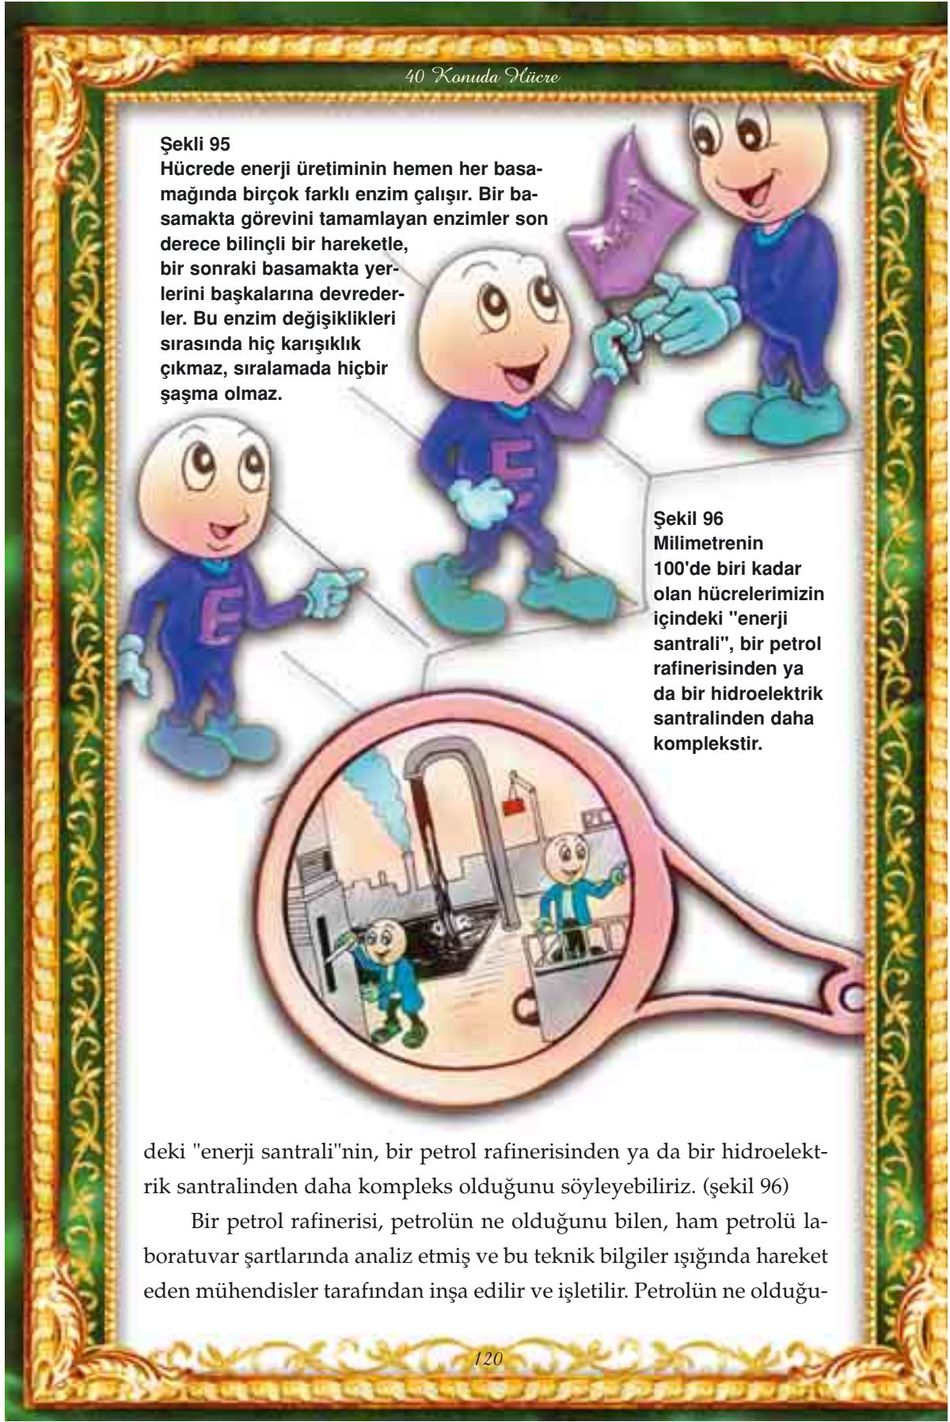 40 Konuda Hücre
Şekli 95
Hücrede enerji üretiminin hemen her basa-
mağında birçok farklı enzim çalışır. Bir ba-
samakta görevini tamamlayan enzimler son
derece bilinçli bir hareketle,
bir sonraki basamakta yer-
lerini başkalarına devreder-
ler. Bu enzim değişiklikleri
sırasında hiç karışıklık
çıkmaz, sıralamada hiçbir
şaşma olmaz.
E
E
Şekil 96
Milimetrenin
100'de biri kadar
olan hücrelerimizin
içindeki "enerji
santrali", bir petrol
rafinerisinden ya
da bir hidroelektrik
santralinden daha
komplekstir.
deki "enerji santrali"nin, bir petrol rafinerisinden ya da bir hidroelekt-
rik santralinden daha kompleks olduğunu söyleyebiliriz. (şekil 96)
Bir petrol rafinerisi, petrolün ne olduğunu bilen, ham petrolü la-
boratuvar şartlarında analiz etmiş ve bu teknik bilgiler ışığında hareket
eden mühendisler tarafından inşa edilir ve işletilir. Petrolün ne olduğu-
120